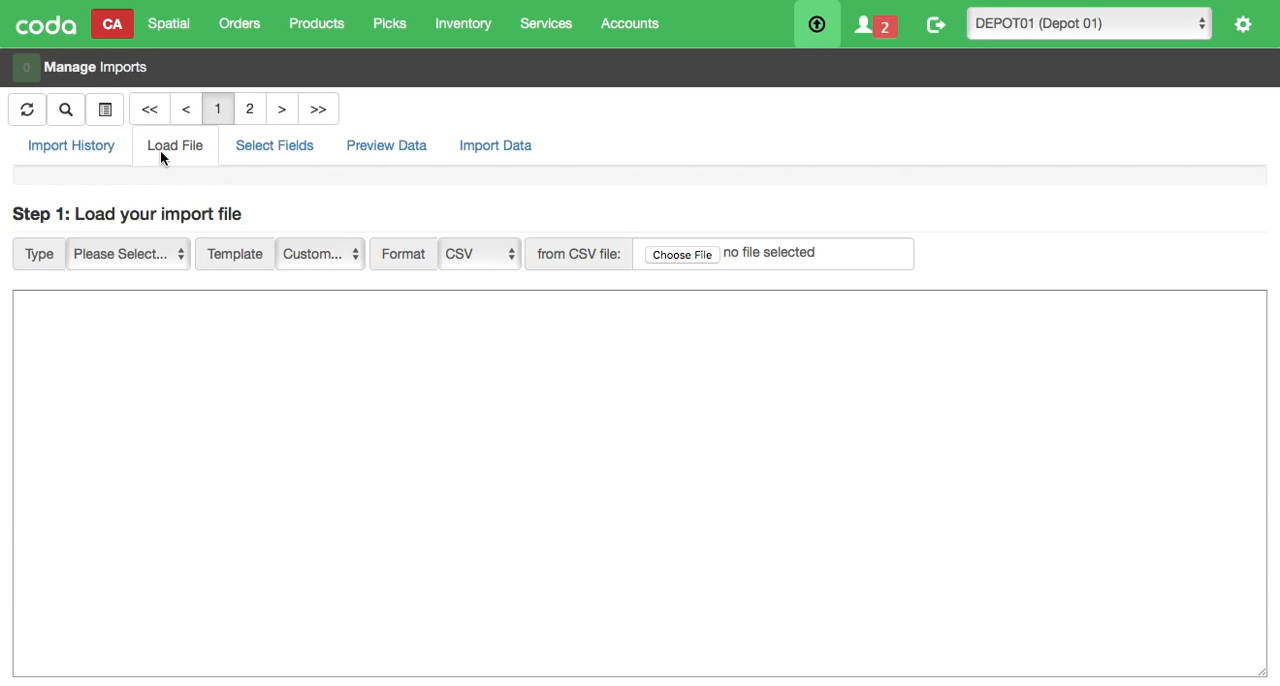 coda CA Spatial Orders Products Picks Inventory Services Accounts 2 DEPOT01 (Depot 01)
0 Manage Imports
<< < 1 2 > >>
Import History Load File Select Fields Preview Data Import Data
Step 1: Load your import file
Type Please Select... Template Custom... Format CSV from CSV file: Choose File no file selected